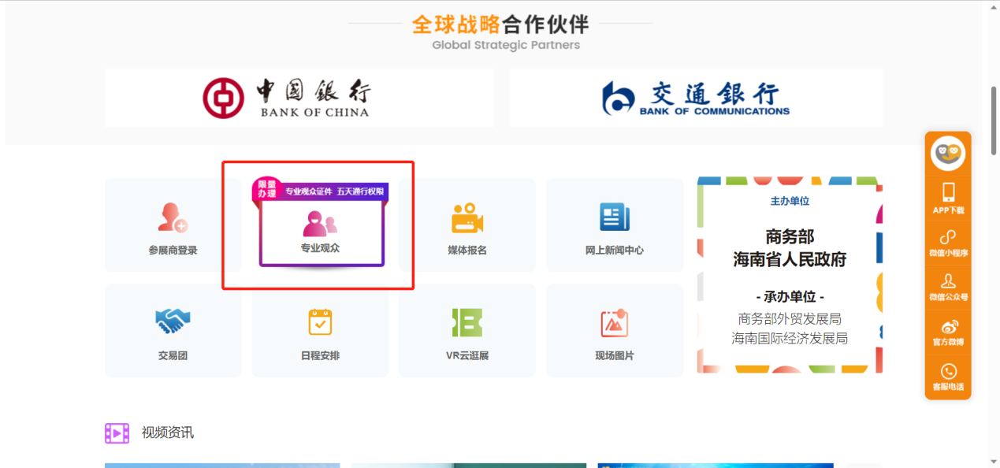 全球战略合作伙伴
Global Strategic Partners
中國銀行
BANK OF CHINA
交通銀行
BANK OF COMMUNICATIONS
限量
办理
专业观众证件 五天通行权限
参展商登录
专业观众
媒体报名
网上新闻中心
交易团
日程安排
VR云逛展
现场图片
主办单位
商务部
海南省人民政府
- 承办单位 -
商务部外贸发展局
海南国际经济发展局
APP下载
微信小程序
微信公众号
官方微博
客服电话
视频资讯